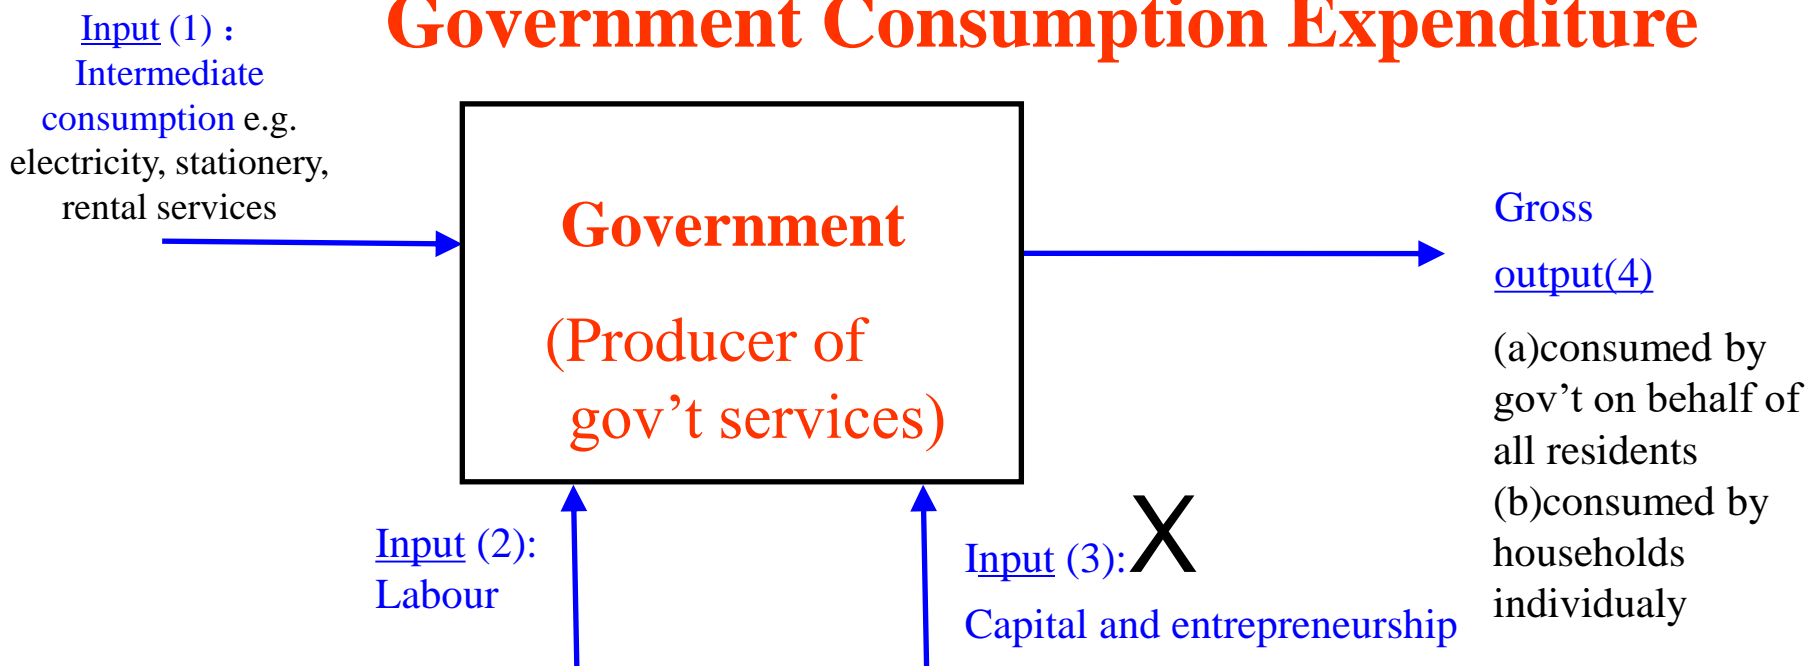 Government Consumption Expenditure
Input (1) :
Intermediate
consumption e.g.
electricity, stationery,
rental services
Government
(Producer of
gov’t services)
Gross
output(4)
(a)consumed by
gov’t on behalf of
all residents
(b)consumed by
households
individualy
Input (2):
Labour
Input (3): X
Capital and entrepreneurship